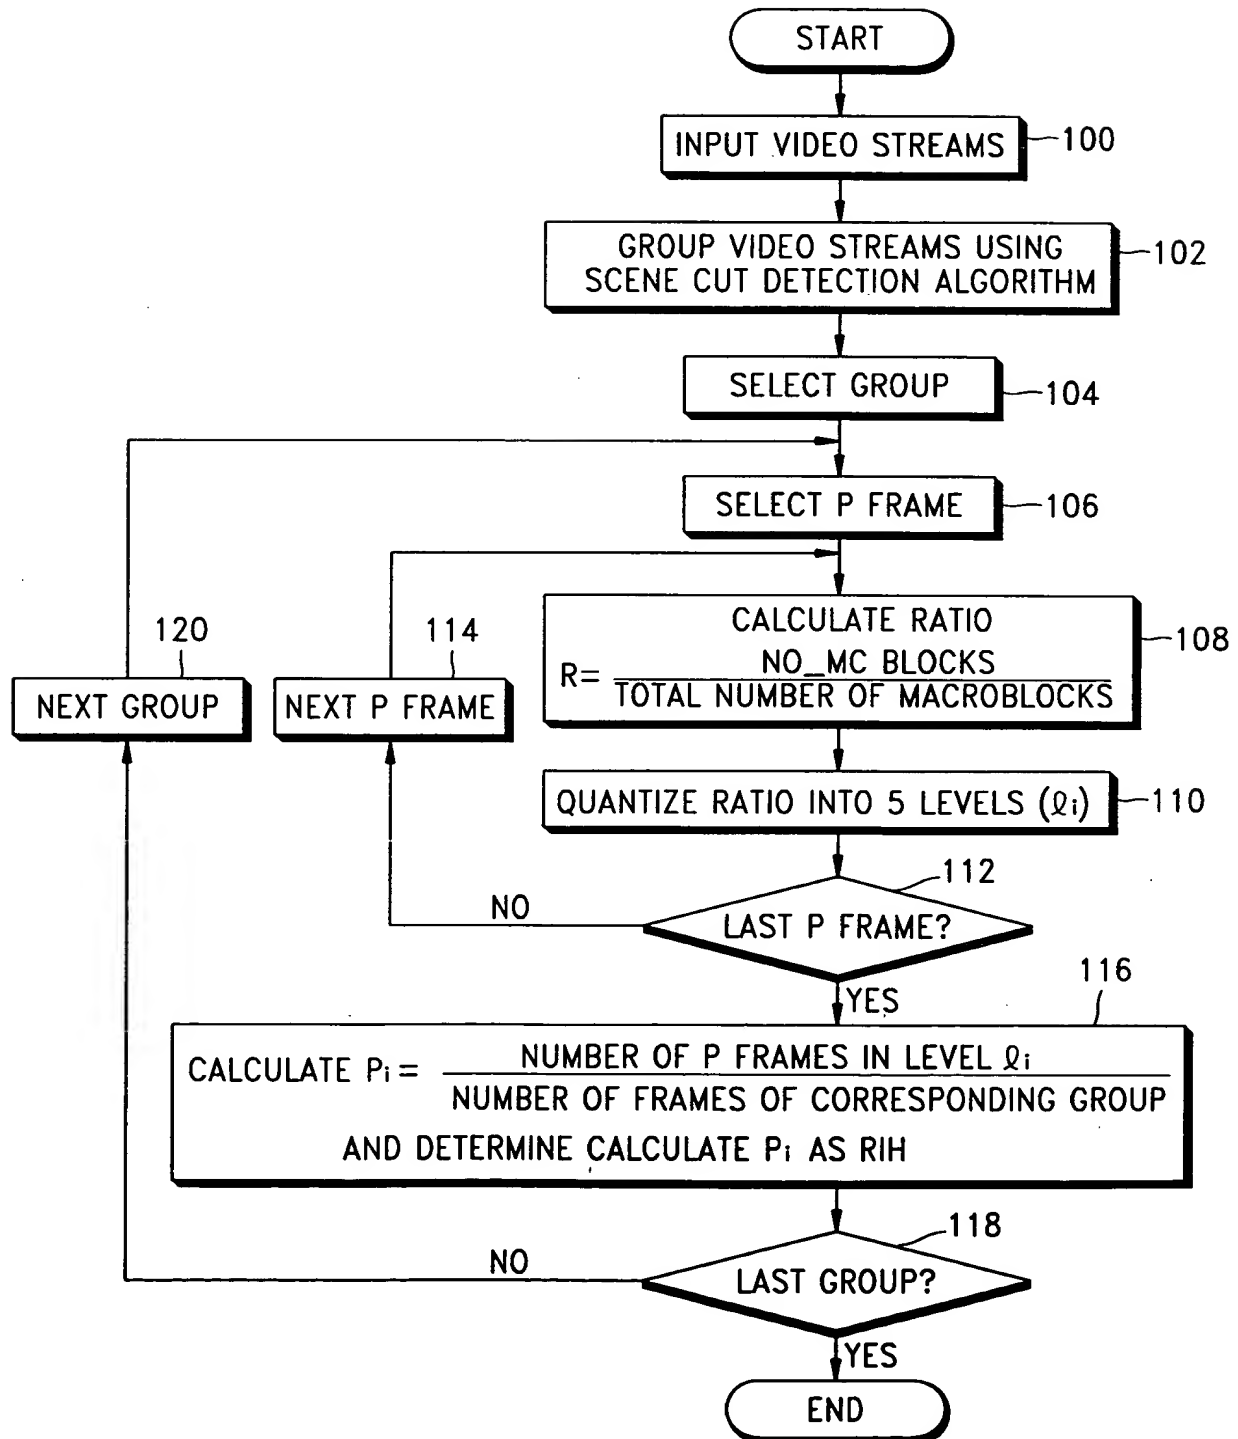 START
INPUT VIDEO STREAMS
100
GROUP VIDEO STREAMS USING
SCENE CUT DETECTION ALGORITHM
102
SELECT GROUP
104
SELECT P FRAME
106
120
NEXT GROUP
114
NEXT P FRAME
CALCULATE RATIO
R= NO_MC BLOCKS
TOTAL NUMBER OF MACROBLOCKS
108
QUANTIZE RATIO INTO 5 LEVELS (ℓi)
110
112
NO
LAST P FRAME?
YES
116
CALCULATE Pi = NUMBER OF P FRAMES IN LEVEL ℓi
NUMBER OF FRAMES OF CORRESPONDING GROUP
AND DETERMINE CALCULATE Pi AS RIH
118
NO
LAST GROUP?
YES
END